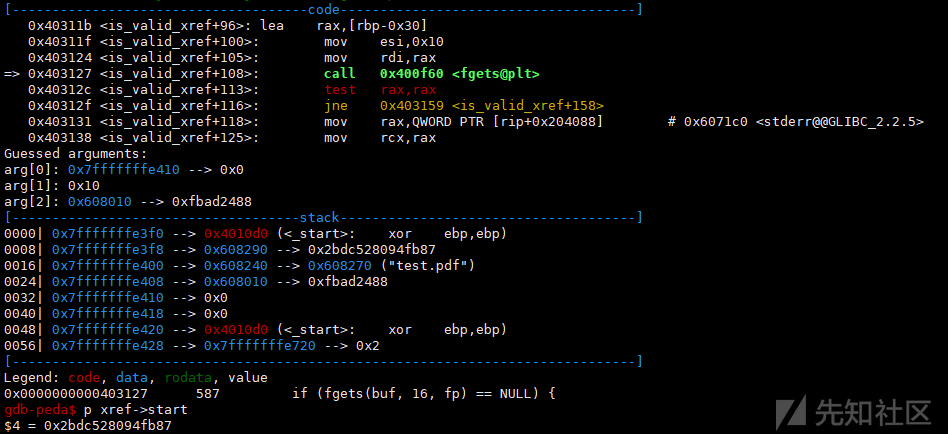 [-------------------------------------code-------------------------------------]
   0x40311b <is_valid_xref+96>:	lea    rax,[rbp-0x30]
   0x40311f <is_valid_xref+100>:	mov    esi,0x10
   0x403124 <is_valid_xref+105>:	mov    rdi,rax
=> 0x403127 <is_valid_xref+108>:	call   0x400f60 <fgets@plt>
   0x40312c <is_valid_xref+113>:	test   rax,rax
   0x40312f <is_valid_xref+116>:	jne    0x403159 <is_valid_xref+158>
   0x403131 <is_valid_xref+118>:	mov    rax,QWORD PTR [rip+0x204088]        # 0x6071c0 <stderr@@GLIBC_2.2.5>
   0x403138 <is_valid_xref+125>:	mov    rcx,rax
Guessed arguments:
arg[0]: 0x7fffffffe410 --> 0x0
arg[1]: 0x10
arg[2]: 0x608010 --> 0xfbad2488
[------------------------------------stack-------------------------------------]
0000| 0x7fffffffe3f0 --> 0x4010d0 (<_start>:	xor    ebp,ebp)
0008| 0x7fffffffe3f8 --> 0x608290 --> 0x2bdc528094fb87
0016| 0x7fffffffe400 --> 0x608240 --> 0x608270 ("test.pdf")
0024| 0x7fffffffe408 --> 0x608010 --> 0xfbad2488
0032| 0x7fffffffe410 --> 0x0
0040| 0x7fffffffe418 --> 0x0
0048| 0x7fffffffe420 --> 0x4010d0 (<_start>:	xor    ebp,ebp)
0056| 0x7fffffffe428 --> 0x7fffffffe720 --> 0x2
[------------------------------------------------------------------------------]
Legend: code, data, rodata, value
0x0000000000403127	587	    if (fgets(buf, 16, fp) == NULL) {
gdb-peda$ p xref->start
$4 = 0x2bdc528094fb87
先知社区